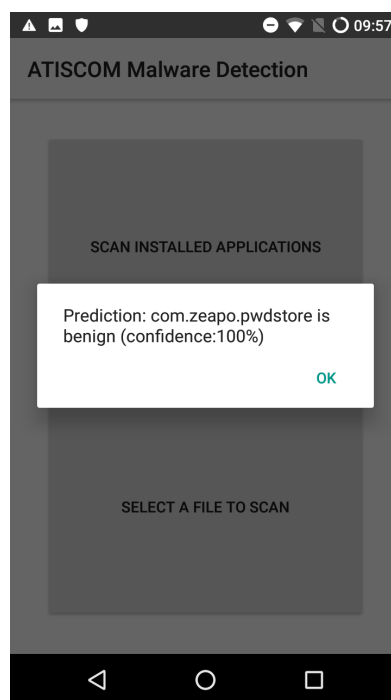 09:57
ATISCOM Malware Detection
SCAN INSTALLED APPLICATIONS
Prediction: com.zeapo.pwdstore is
benign (confidence:100%)
OK
SELECT A FILE TO SCAN